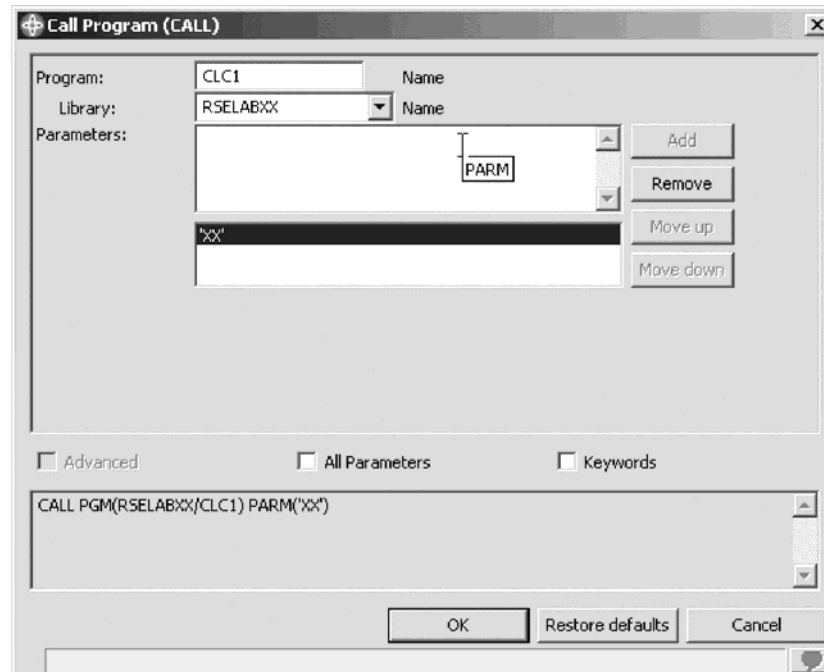 Call Program (CALL)
Program: CLC1 Name
Library: RSELABXX Name
Parameters:
PARM
Add
Remove
'XX'
Move up
Move down
Advanced All Parameters Keywords
CALL PGM(RSELABXX/CLC1) PARM('XX')
OK Restore defaults Cancel